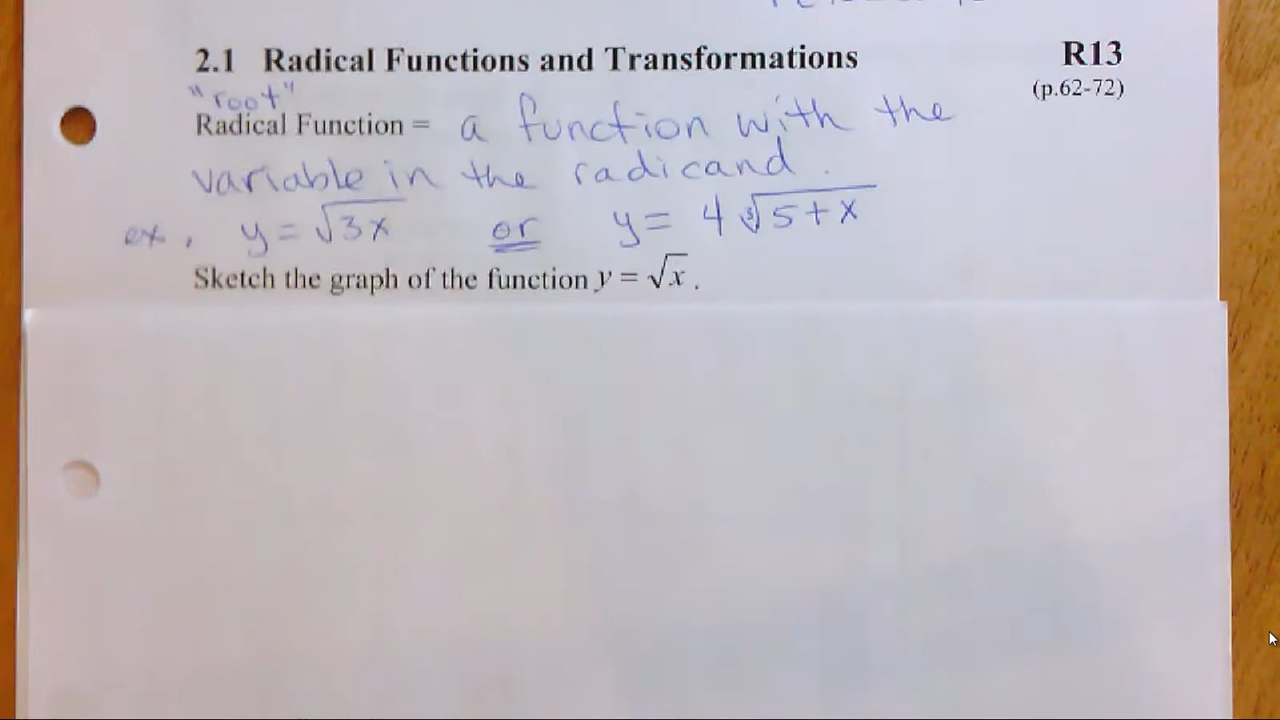 2.1 Radical Functions and Transformations R13
(p.62-72)
"root"
Radical Function = a function with the
variable in the radicand.
ex, y = √3x or y = 4∛5+x
Sketch the graph of the function y = √x.